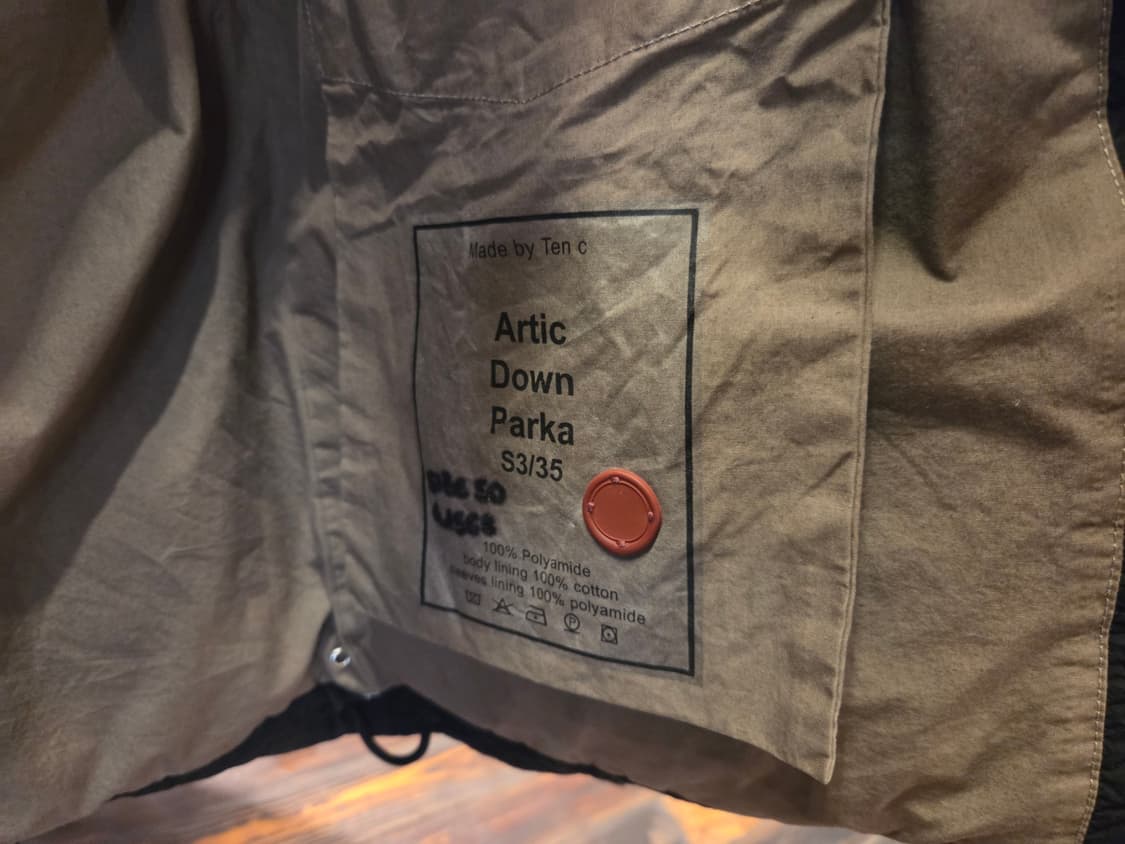 Made by Ten c
Artic
Down
Parka
S3/35
100% Polyamide
body lining 100% cotton
sleeves lining 100% polyamide